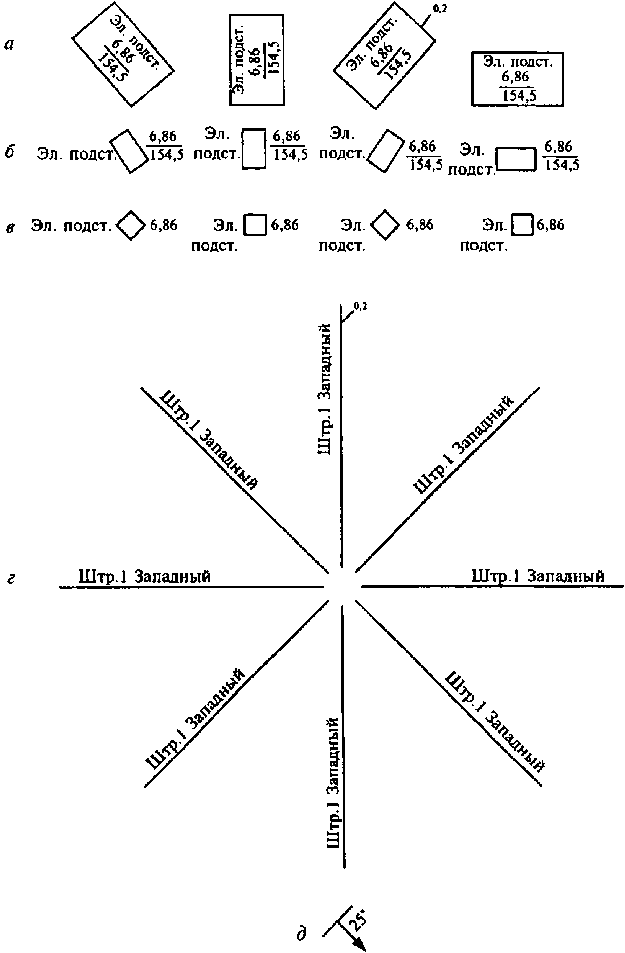 а
Эл. подст.
6,86
154,5
Эл. подст.
6,86
154,5
Эл. подст.
6,86
154,5
0,2
Эл. подст.
6,86
154,5
б
Эл. подст.
6,86
154,5
Эл.
подст.
6,86
154,5
Эл.
подст.
6,86
154,5
Эл.
подст.
6,86
154,5
в
Эл. подст.
6,86
Эл.
подст.
6,86
Эл.
подст.
6,86
Эл.
подст.
6,86
0,2
Штр.1 Западный
Штр.1 Западный
Штр.1 Западный
г
Штр.1 Западный
Штр.1 Западный
Штр.1 Западный
Штр.1 Западный
Штр.1 Западный
д
25°